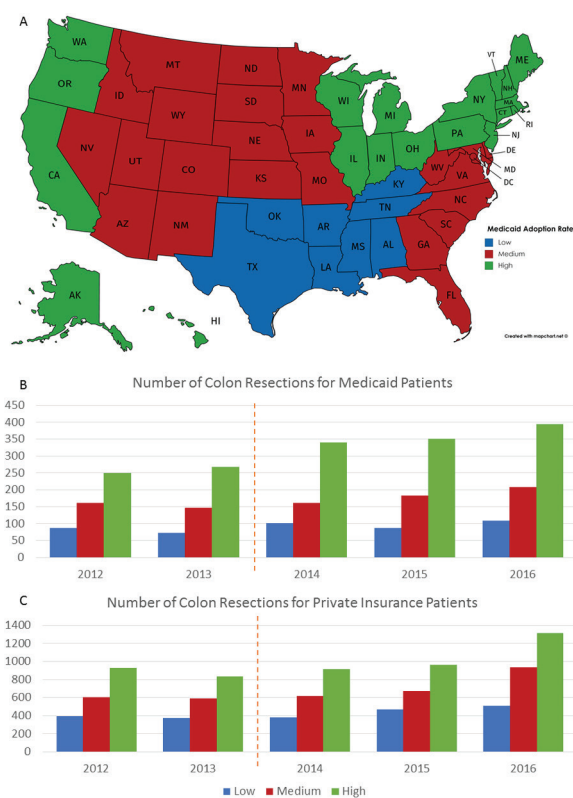 A
WA
OR
CA
NV
ID
MT
WY
UT
AZ
CO
NM
ND
SD
NE
KS
MN
IA
MO
OK
TX
AR
LA
MS
AL
TN
KY
WI
IL
MI
IN
OH
WV
VA
NC
SC
GA
FL
PA
NY
VT
NH
MA
CT
ME
RI
NJ
DE
MD
DC
AK
HI
Medicaid Adoption Rate
Low
Medium
High
Created with mapchart.net ©
B
Number of Colon Resections for Medicaid Patients
450
400
350
300
250
200
150
100
50
0
2012 2013 2014 2015 2016
C
Number of Colon Resections for Private Insurance Patients
1400
1200
1000
800
600
400
200
0
2012 2013 2014 2015 2016
Low Medium High